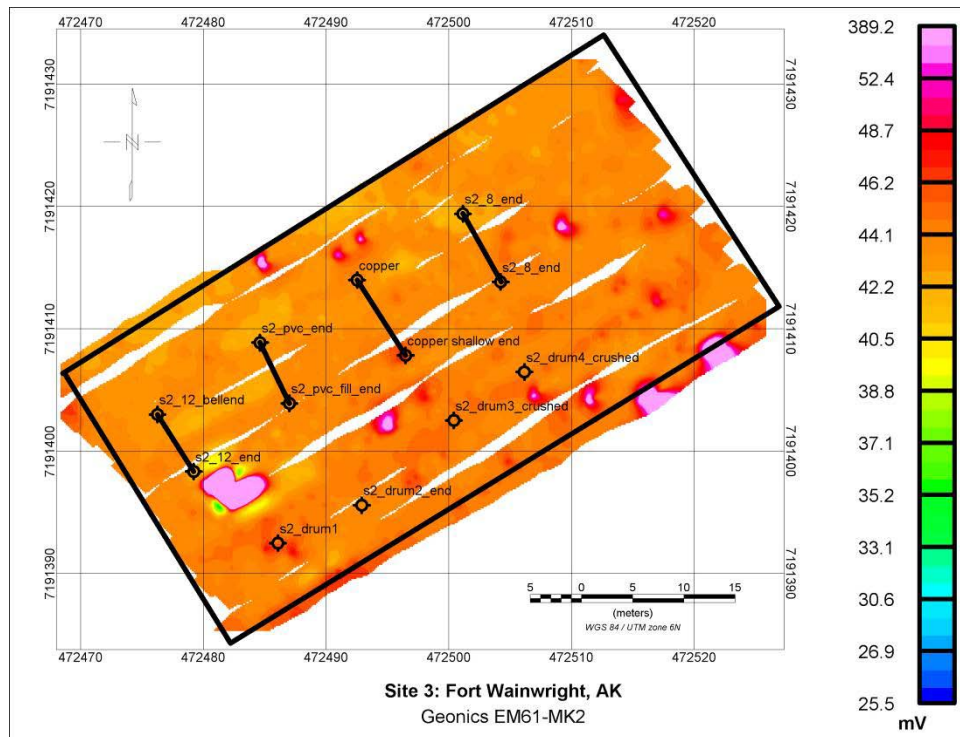 472470 472480 472490 472500 472510 472520
7191430
7191420
7191410
7191400
7191390
7191430
7191420
7191410
7191400
7191390
N
s2_8_end
s2_8_end
copper
copper shallow end
s2_pvc_end
s2_pvc_fill_end
s2_drum4_crushed
s2_12_bellend
s2_drum3_crushed
s2_12_end
s2_drum2_end
s2_drum1
5 0 5 10 15
(meters)
WGS 84 / UTM zone 6N
472470 472480 472490 472500 472510 472520
Site 3: Fort Wainwright, AK
Geonics EM61-MK2
389.2
52.4
48.7
46.2
44.1
42.2
40.5
38.8
37.1
35.2
33.1
30.6
26.9
25.5
mV